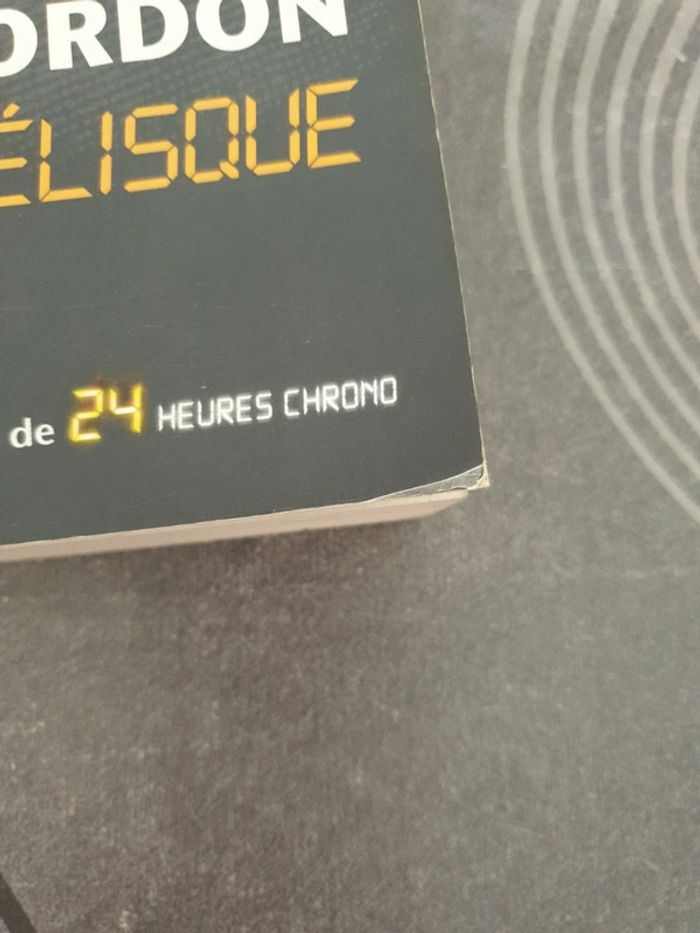 ORDON
ÉLISQUE
de 24 HEURES CHRONO